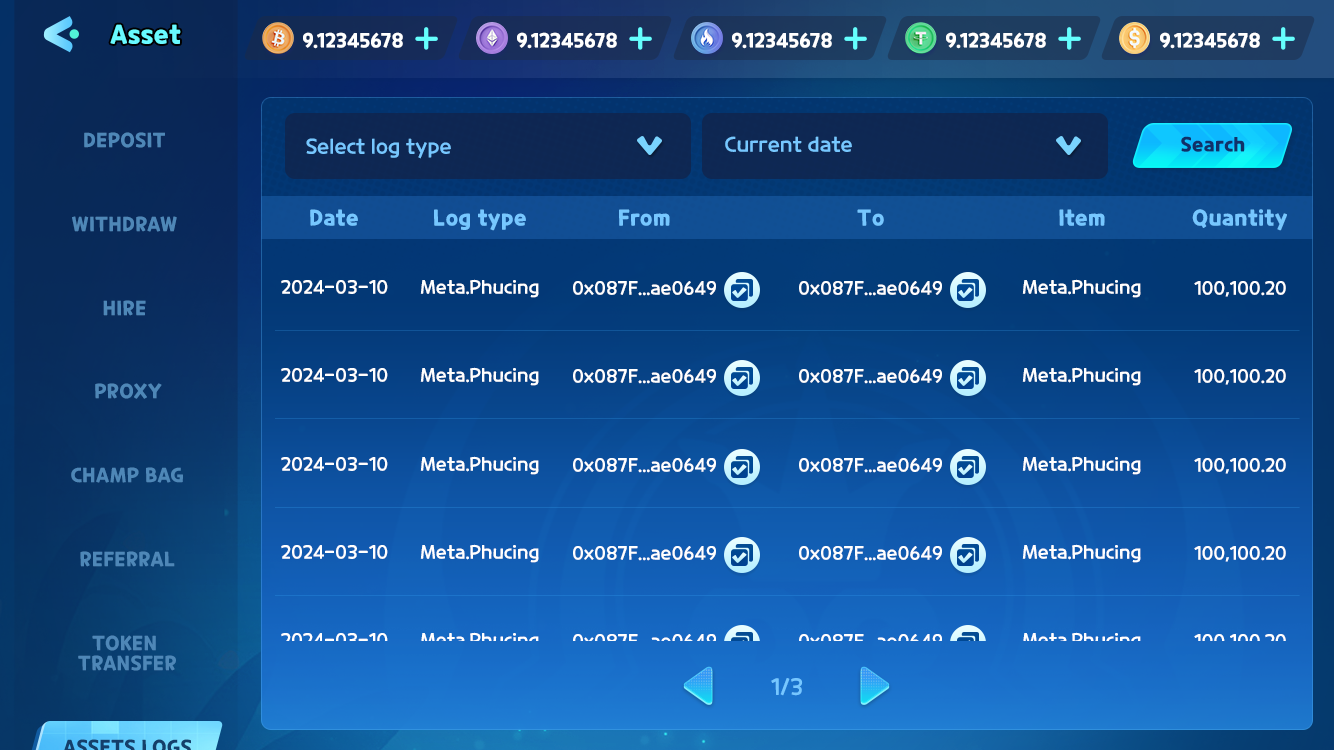 Asset
9.12345678
9.12345678
9.12345678
9.12345678
9.12345678
DEPOSIT
WITHDRAW
HIRE
PROXY
CHAMP BAG
REFERRAL
TOKEN
TRANSFER
ASSETS LOGS
Select log type
Current date
Search
Date Log type From To Item Quantity
2024-03-10 Meta.Phucing 0x087F...ae0649 0x087F...ae0649 Meta.Phucing 100,100.20
2024-03-10 Meta.Phucing 0x087F...ae0649 0x087F...ae0649 Meta.Phucing 100,100.20
2024-03-10 Meta.Phucing 0x087F...ae0649 0x087F...ae0649 Meta.Phucing 100,100.20
2024-03-10 Meta.Phucing 0x087F...ae0649 0x087F...ae0649 Meta.Phucing 100,100.20
2024-03-10 Meta.Phucing 0x087F...ae0649 0x087F...ae0649 Meta.Phucing 100,100.20
1/3